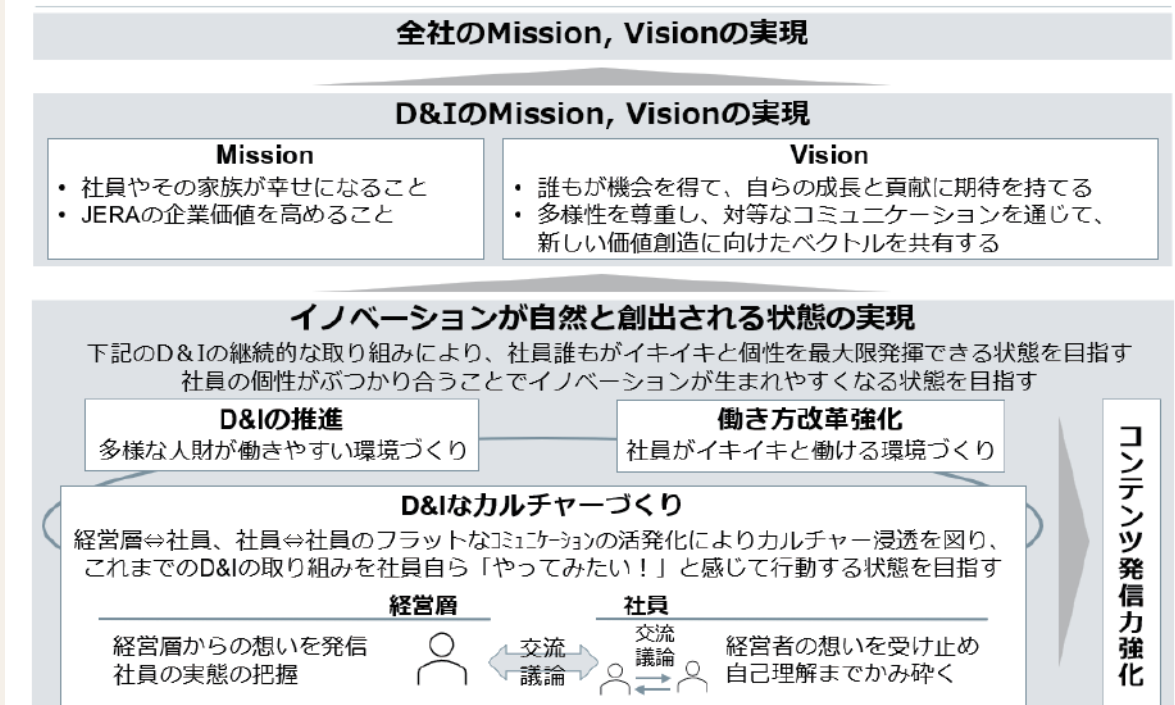 全社のMission, Visionの実現
D&IのMission, Visionの実現
Mission
• 社員やその家族が幸せになること
• JERAの企業価値を高めること
Vision
• 誰もが機会を得て、自らの成長と貢献に期待を持てる
• 多様性を尊重し、対等なコミュニケーションを通じて、
新しい価値創造に向けたベクトルを共有する
イノベーションが自然と創出される状態の実現
下記のD&Iの継続的な取り組みにより、社員誰もがイキイキと個性を最大限発揮できる状態を目指す
社員の個性がぶつかり合うことでイノベーションが生まれやすくなる状態を目指す
D&Iの推進
多様な人財が働きやすい環境づくり
働き方改革強化
社員がイキイキと働ける環境づくり
D&Iなカルチャーづくり
経営層⇔社員、社員⇔社員のフラットなｺﾐｭﾆｹｰｼｮﾝの活発化によりカルチャー浸透を図り、
これまでのD&Iの取り組みを社員自ら「やってみたい！」と感じて行動する状態を目指す
経営層
経営層からの想いを発信
社員の実態の把握
交流
議論
社員
交流
議論
経営者の想いを受け止め
自己理解までかみ砕く
コンテンツ発信力強化